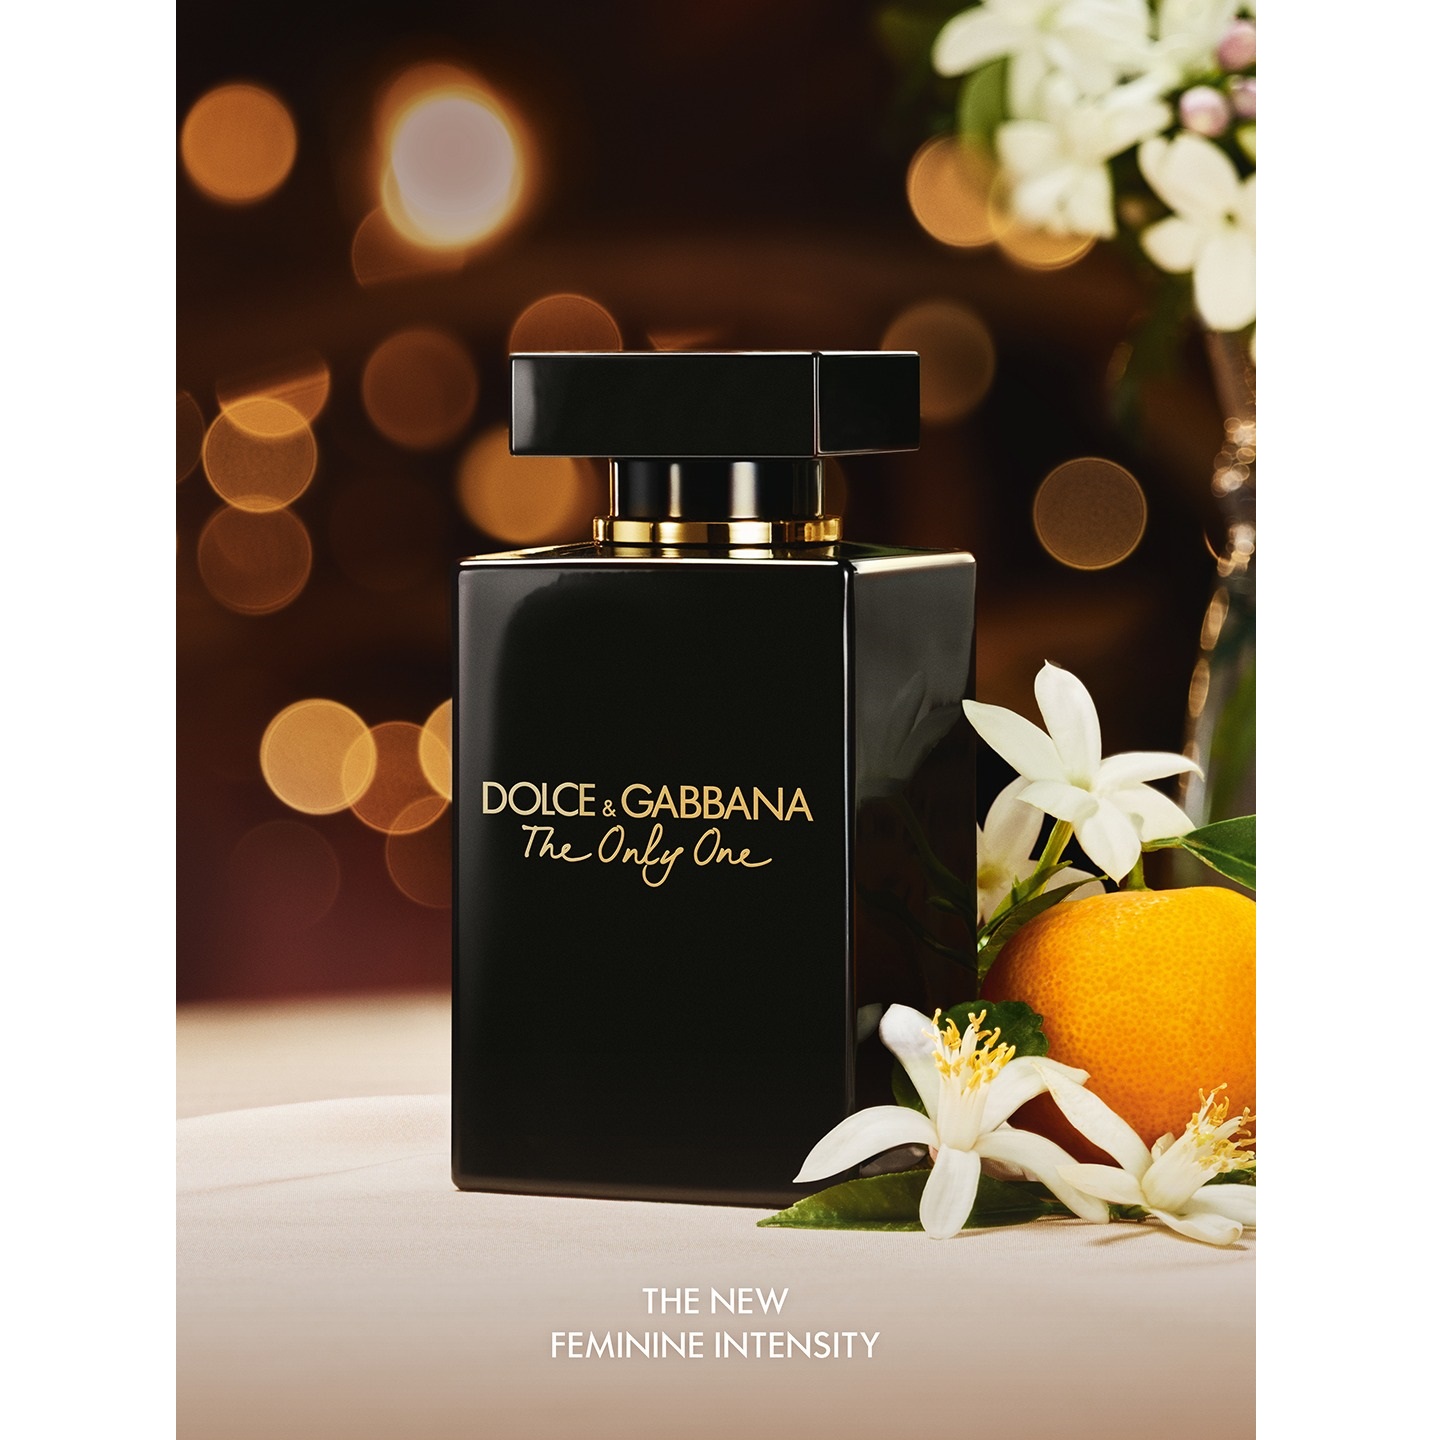 DOLCE & GABBANA
The Only One
THE NEW
FEMININE INTENSITY